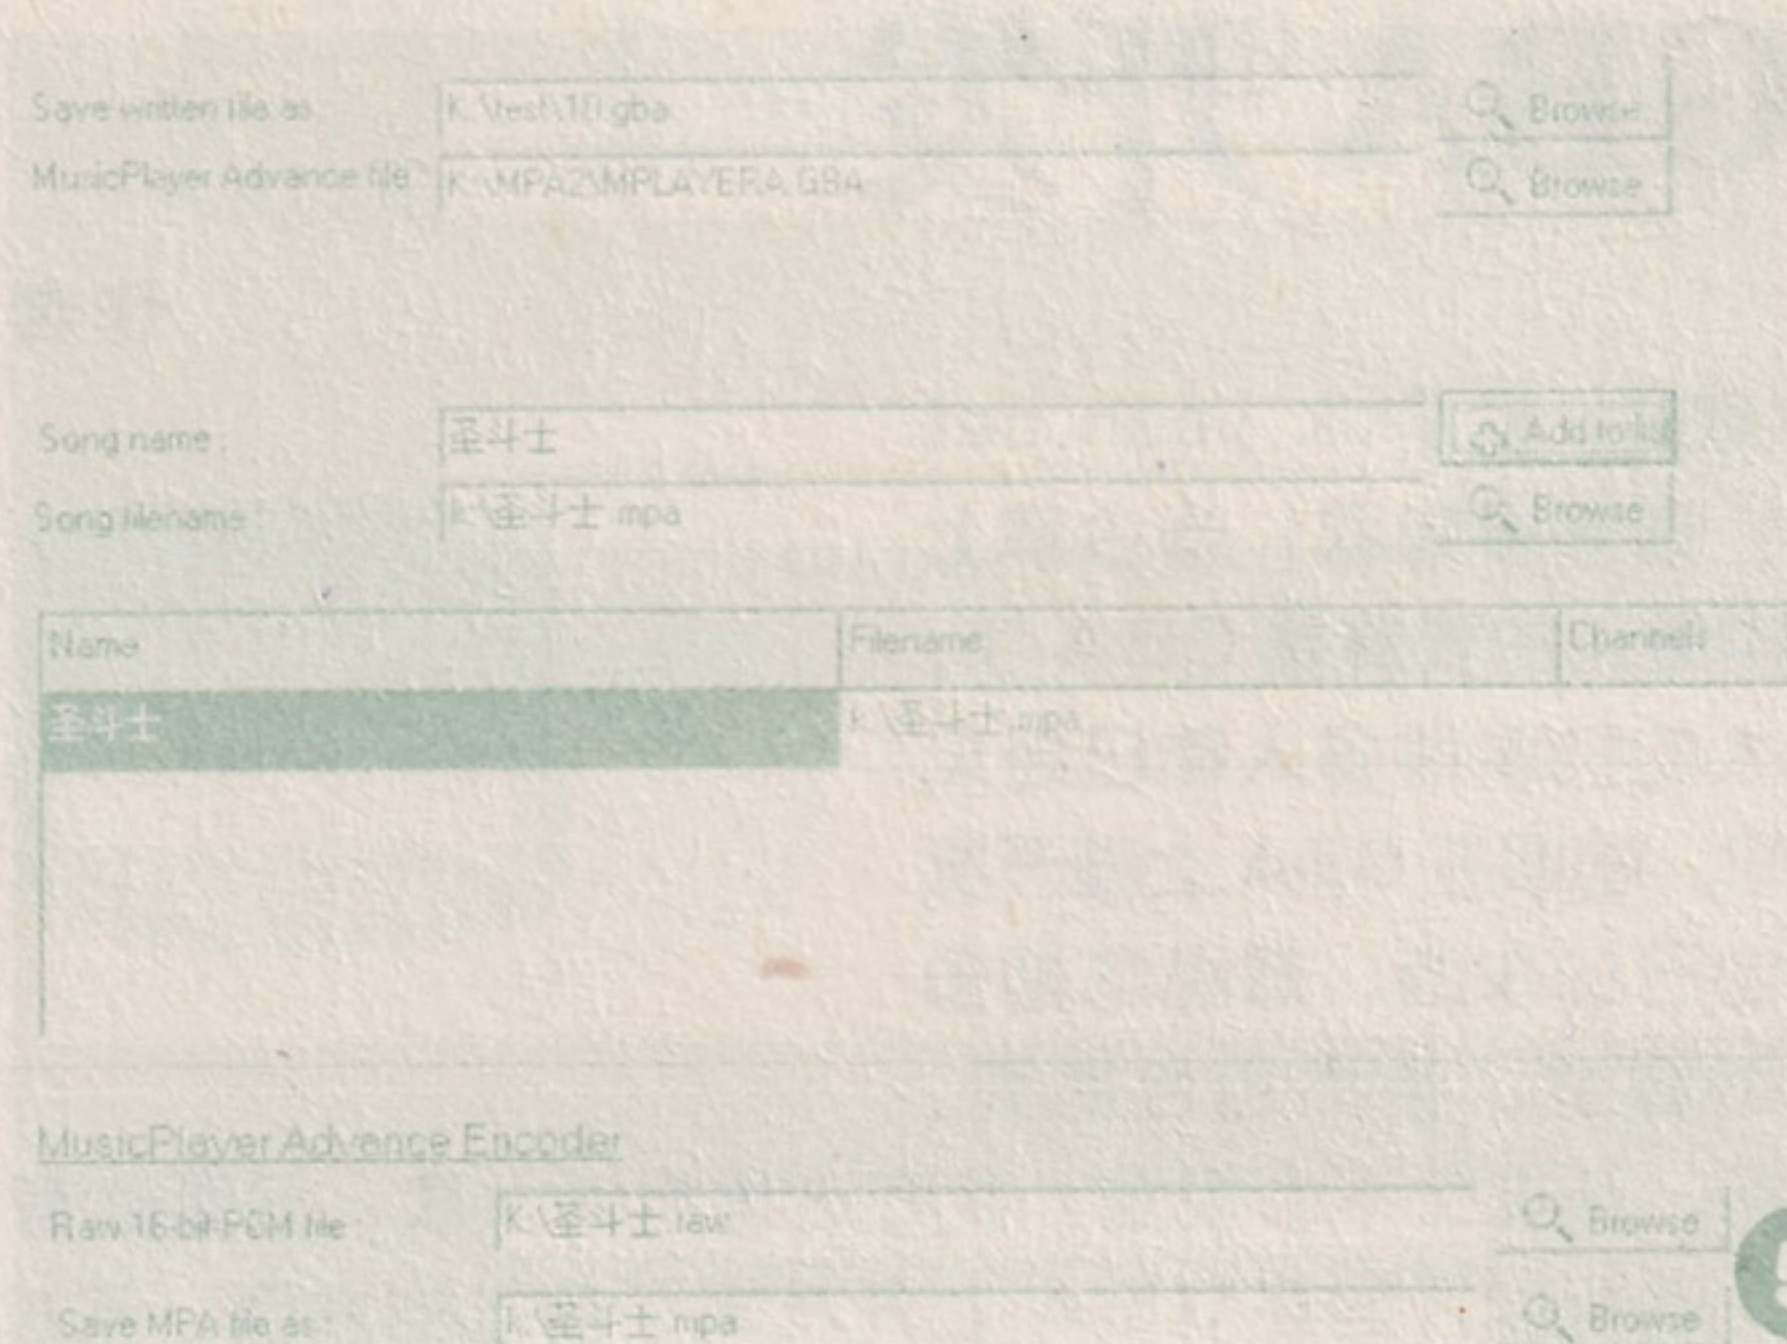 Save written file as
K:\test\10.gba
Browse
MusicPlayer Advance file :
K:\MPA2\MPLAYERA.GBA
Browse
Song name :
圣斗士
Add to list
Song filename :
k:\圣斗士.mpa
Browse
Name Filename Channels
圣斗士 k:\圣斗士.mpa
MusicPlayer Advance Encoder
Raw 16-bit PCM file :
K:\圣斗士.raw
Browse
Save MPA file as :
k:\圣斗士.mpa
Browse